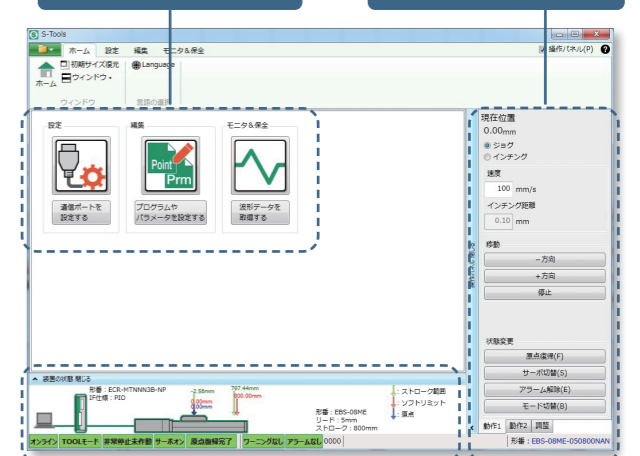 S-Tools
ホーム 設定 編集 モニタ&保全
操作パネル(P)
ホーム
初期サイズ復元
ウィンドウ
Language
ウィンドウ
言語の選択
設定
通信ポートを
設定する
編集
Point
Prm
プログラムや
パラメータを設定する
モニタ&保全
波形データを
取得する
現在位置
0.00mm
ジョグ
インチング
速度
100 mm/s
インチング距離
0.10 mm
移動
-方向
+方向
停止
状態変更
原点復帰(F)
サーボ切替(S)
アラーム解除(E)
モード切替(B)
動作1 動作2 調整
形番:EBS-08ME-050800NAN
装置の状態 閉じる
形番:ECR-MTNNN3B-NP
IF仕様:PIO
-2.58mm
0.00mm
0.00mm
797.44mm
800.00mm
形番:EBS-08ME
リード:5mm
ストローク:800mm
:ストローク範囲
:ソフトリミット
:原点
オンライン TOOLモード 非常停止未作動 サーボオン 原点復帰完了 ワーニングなし アラームなし 0000